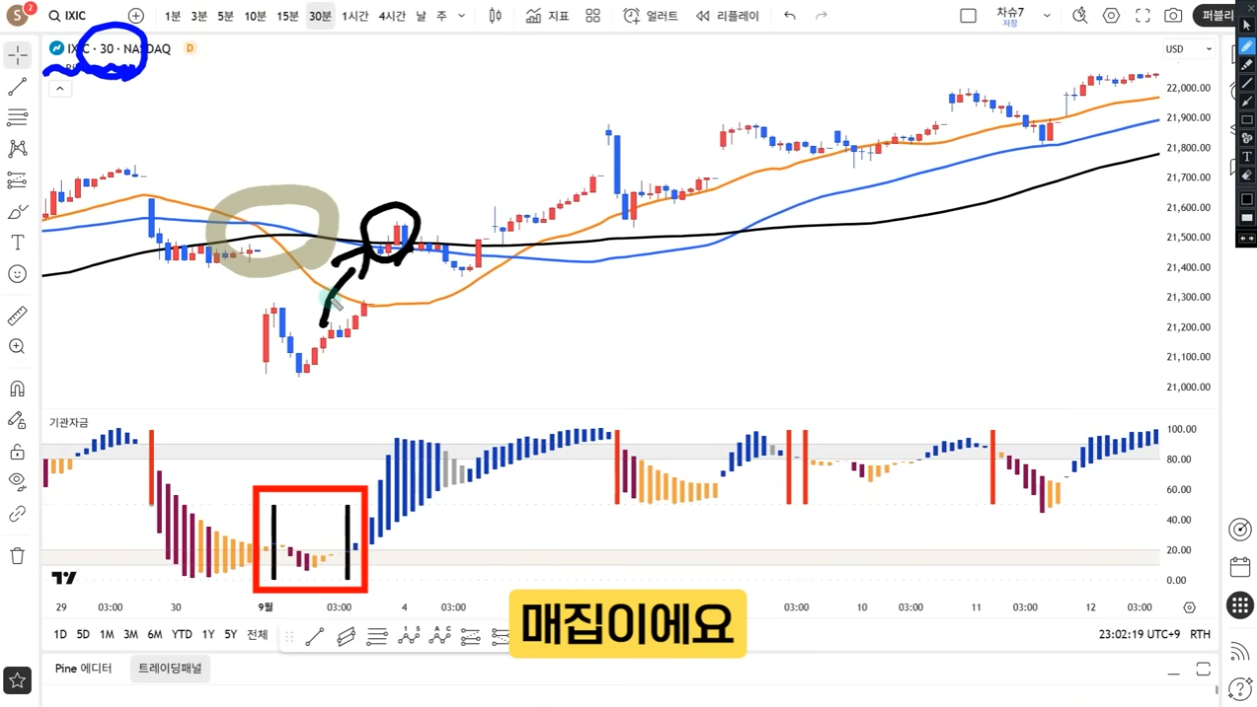 S 2 IXIC 1분 3분 5분 10분 15분 30분 1시간 4시간 날 주 지표 얼러트 리플레이 차슈7 퍼블리
저장
IXIC · 30 · NASDAQ D
USD
22,000.00
21,900.00
21,800.00
21,700.00
21,600.00
21,500.00
21,400.00
21,300.00
21,200.00
21,100.00
21,000.00
기관자금
100.00
80.00
60.00
40.00
20.00
0.00
29 03:00 30 9월 03:00 4 03:00 03:00 10 03:00 11 03:00 12 03:00
매집이에요
1D 5D 1M 3M 6M YTD 1Y 5Y 전체 23:02:19 UTC+9 RTH
Pine 에디터 트레이딩패널